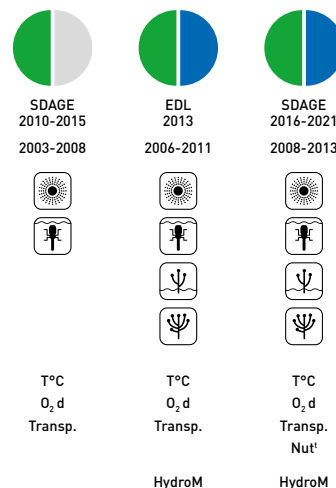 SDAGE
2010-2015
2003-2008
T°C
O₂ d
Transp.
EDL
2013
2006-2011
T°C
O₂ d
Transp.
HydroM
SDAGE
2016-2021
2008-2013
T°C
O₂ d
Transp.
Nutᵗ
HydroM